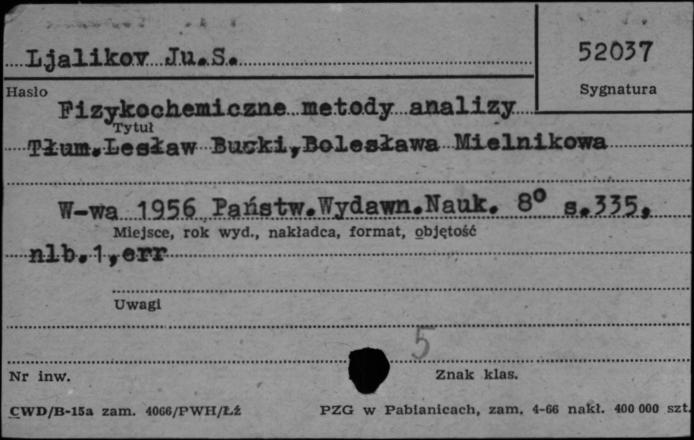 Ljalikov Ju.S.
52037
Hasło
Sygnatura
Fizykochemiczne metody analizy
Tytuł
Tłum.Lesław Bucki,Bolesława Mielnikowa
W-wa 1956 Państw.Wydawn.Nauk. 8° s.335,
Miejsce, rok wyd., nakładca, format, objętość
nlb.1,err
Uwagi
5
Nr inw.
Znak klas.
CWD/B-15a zam. 4066/PWH/Łź
PZG w Pabianicach, zam. 4-66 nakł. 400 000 szt.